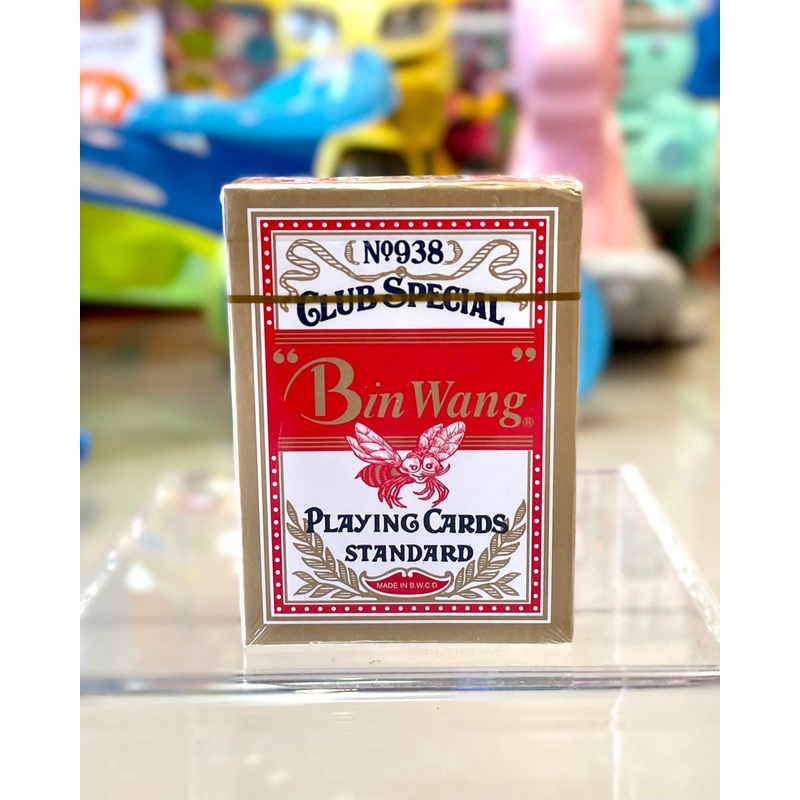 No938
CLUB SPECIAL
“Bin Wang”®
PLAYING CARDS
STANDARD
MADE IN B.W.C.D